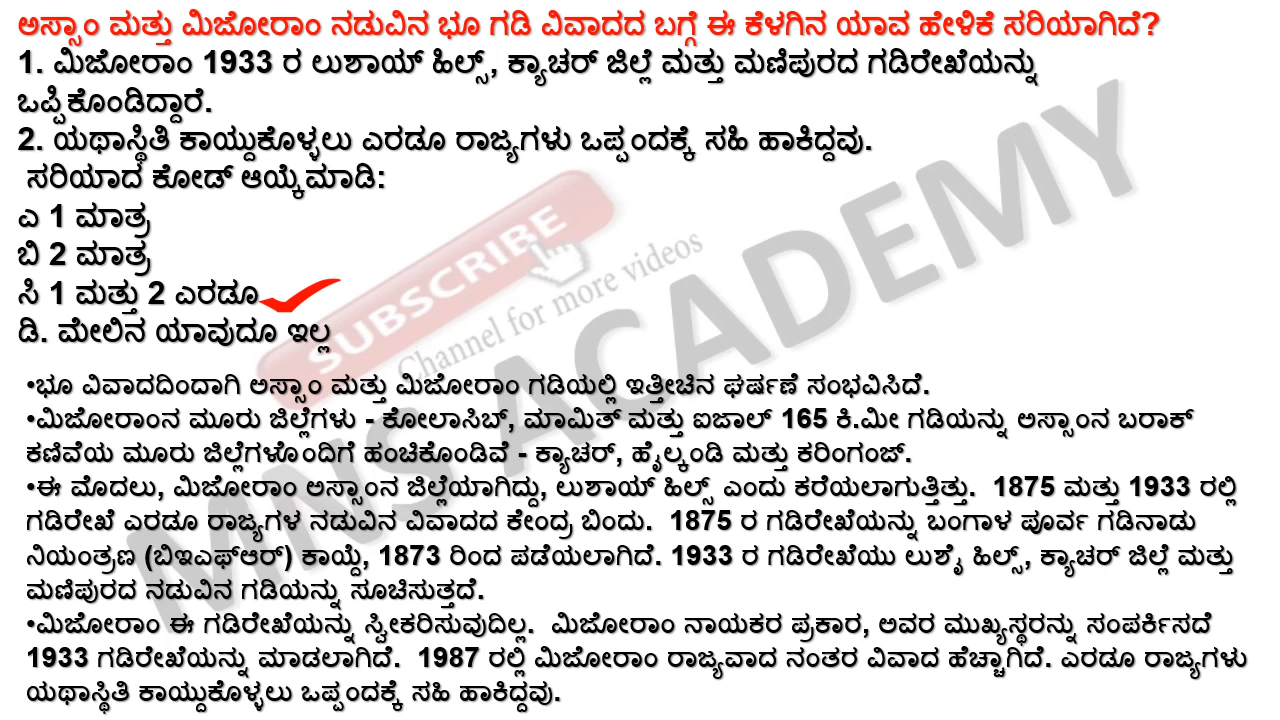 ಅಸ್ಸಾಂ ಮತ್ತು ಮಿಜೋರಾಂ ನಡುವಿನ ಭೂ ಗಡಿ ವಿವಾದದ ಬಗ್ಗೆ ಈ ಕೆಳಗಿನ ಯಾವ ಹೇಳಿಕೆ ಸರಿಯಾಗಿದೆ?
1. ಮಿಜೋರಾಂ 1933 ರ ಲುಶಾಯ್ ಹಿಲ್ಸ್, ಕ್ಯಾಚರ್ ಜಿಲ್ಲೆ ಮತ್ತು ಮಣಿಪುರದ ಗಡಿರೇಖೆಯನ್ನು
ಒಪ್ಪಿಕೊಂಡಿದ್ದಾರೆ.
2. ಯಥಾಸ್ಥಿತಿ ಕಾಯ್ದುಕೊಳ್ಳಲು ಎರಡೂ ರಾಜ್ಯಗಳು ಒಪ್ಪಂದಕ್ಕೆ ಸಹಿ ಹಾಕಿದ್ದವು.
ಸರಿಯಾದ ಕೋಡ್ ಆಯ್ಕೆಮಾಡಿ:
ಎ 1 ಮಾತ್ರ
ಬಿ 2 ಮಾತ್ರ
ಸಿ 1 ಮತ್ತು 2 ಎರಡೂ
ಡಿ. ಮೇಲಿನ ಯಾವುದೂ ಇಲ್ಲ
SUBSCRIBE
Channel for more videos
MNS ACADEMY
•ಭೂ ವಿವಾದದಿಂದಾಗಿ ಅಸ್ಸಾಂ ಮತ್ತು ಮಿಜೋರಾಂ ಗಡಿಯಲ್ಲಿ ಇತ್ತೀಚಿನ ಘರ್ಷಣೆ ಸಂಭವಿಸಿದೆ.
•ಮಿಜೋರಾಂನ ಮೂರು ಜಿಲ್ಲೆಗಳು - ಕೋಲಾಸಿಬ್, ಮಾಮಿತ್ ಮತ್ತು ಐಜಾಲ್ 165 ಕಿ.ಮೀ ಗಡಿಯನ್ನು ಅಸ್ಸಾಂನ ಬರಾಕ್
ಕಣಿವೆಯ ಮೂರು ಜಿಲ್ಲೆಗಳೊಂದಿಗೆ ಹಂಚಿಕೊಂಡಿವೆ - ಕ್ಯಾಚರ್, ಹೈಲ್ಕಂಡಿ ಮತ್ತು ಕರಿಂಗಂಜ್.
•ಈ ಮೊದಲು, ಮಿಜೋರಾಂ ಅಸ್ಸಾಂನ ಜಿಲ್ಲೆಯಾಗಿದ್ದು, ಲುಶಾಯ್ ಹಿಲ್ಸ್ ಎಂದು ಕರೆಯಲಾಗುತ್ತಿತ್ತು. 1875 ಮತ್ತು 1933 ರಲ್ಲಿ
ಗಡಿರೇಖೆ ಎರಡೂ ರಾಜ್ಯಗಳ ನಡುವಿನ ವಿವಾದದ ಕೇಂದ್ರ ಬಿಂದು. 1875 ರ ಗಡಿರೇಖೆಯನ್ನು ಬಂಗಾಳ ಪೂರ್ವ ಗಡಿನಾಡು
ನಿಯಂತ್ರಣ (ಬಿಇಎಫ್ಆರ್) ಕಾಯ್ದೆ, 1873 ರಿಂದ ಪಡೆಯಲಾಗಿದೆ. 1933 ರ ಗಡಿರೇಖೆಯು ಲುಶೈ ಹಿಲ್ಸ್, ಕ್ಯಾಚರ್ ಜಿಲ್ಲೆ ಮತ್ತು
ಮಣಿಪುರದ ನಡುವಿನ ಗಡಿಯನ್ನು ಸೂಚಿಸುತ್ತದೆ.
•ಮಿಜೋರಾಂ ಈ ಗಡಿರೇಖೆಯನ್ನು ಸ್ವೀಕರಿಸುವುದಿಲ್ಲ. ಮಿಜೋರಾಂ ನಾಯಕರ ಪ್ರಕಾರ, ಅವರ ಮುಖ್ಯಸ್ಥರನ್ನು ಸಂಪರ್ಕಿಸದೆ
1933 ಗಡಿರೇಖೆಯನ್ನು ಮಾಡಲಾಗಿದೆ. 1987 ರಲ್ಲಿ ಮಿಜೋರಾಂ ರಾಜ್ಯವಾದ ನಂತರ ವಿವಾದ ಹೆಚ್ಚಾಗಿದೆ. ಎರಡೂ ರಾಜ್ಯಗಳು
ಯಥಾಸ್ಥಿತಿ ಕಾಯ್ದುಕೊಳ್ಳಲು ಒಪ್ಪಂದಕ್ಕೆ ಸಹಿ ಹಾಕಿದ್ದವು.